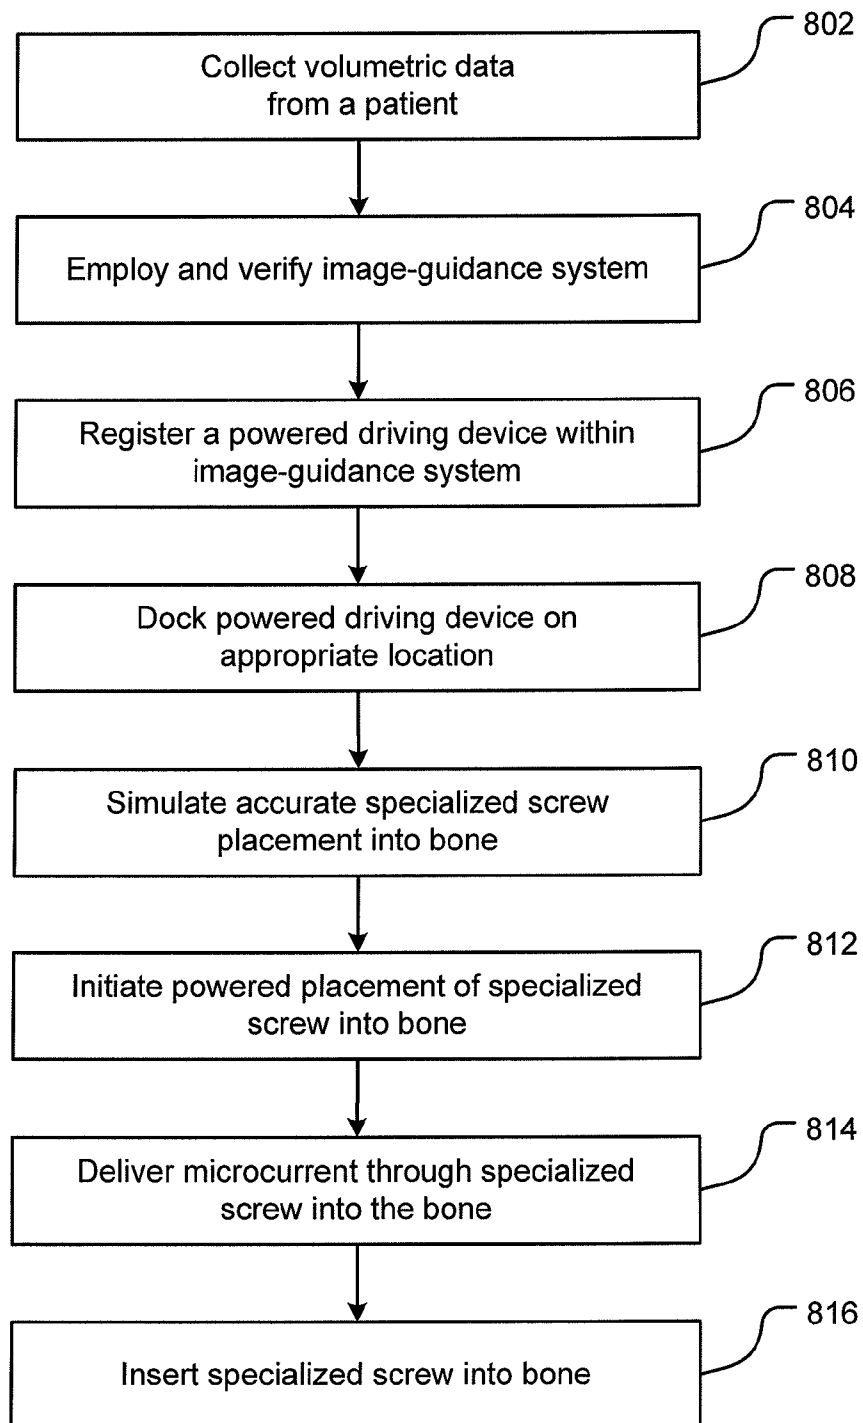 802
Collect volumetric data
from a patient
804
Employ and verify image-guidance system
806
Register a powered driving device within
image-guidance system
808
Dock powered driving device on
appropriate location
810
Simulate accurate specialized screw
placement into bone
812
Initiate powered placement of specialized
screw into bone
814
Deliver microcurrent through specialized
screw into the bone
816
Insert specialized screw into bone